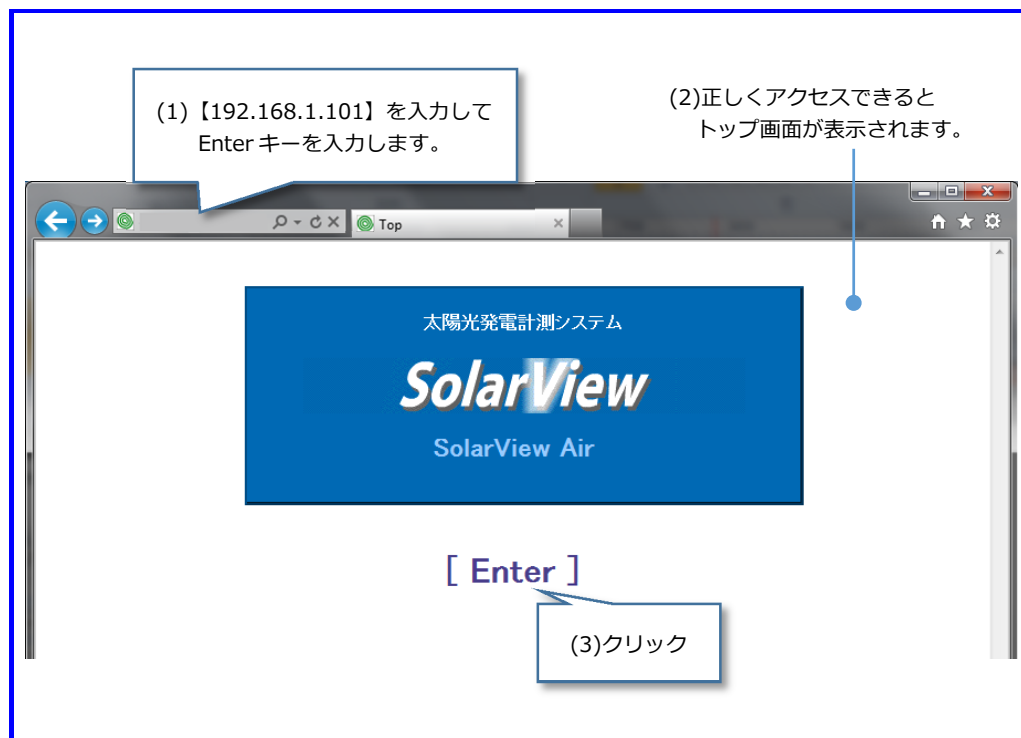 (1)【192.168.1.101】を入力して
Enter キーを入力します。
(2)正しくアクセスできると
トップ画面が表示されます。
Top
太陽光発電計測システム
SolarView
SolarView Air
[ Enter ]
(3)クリック